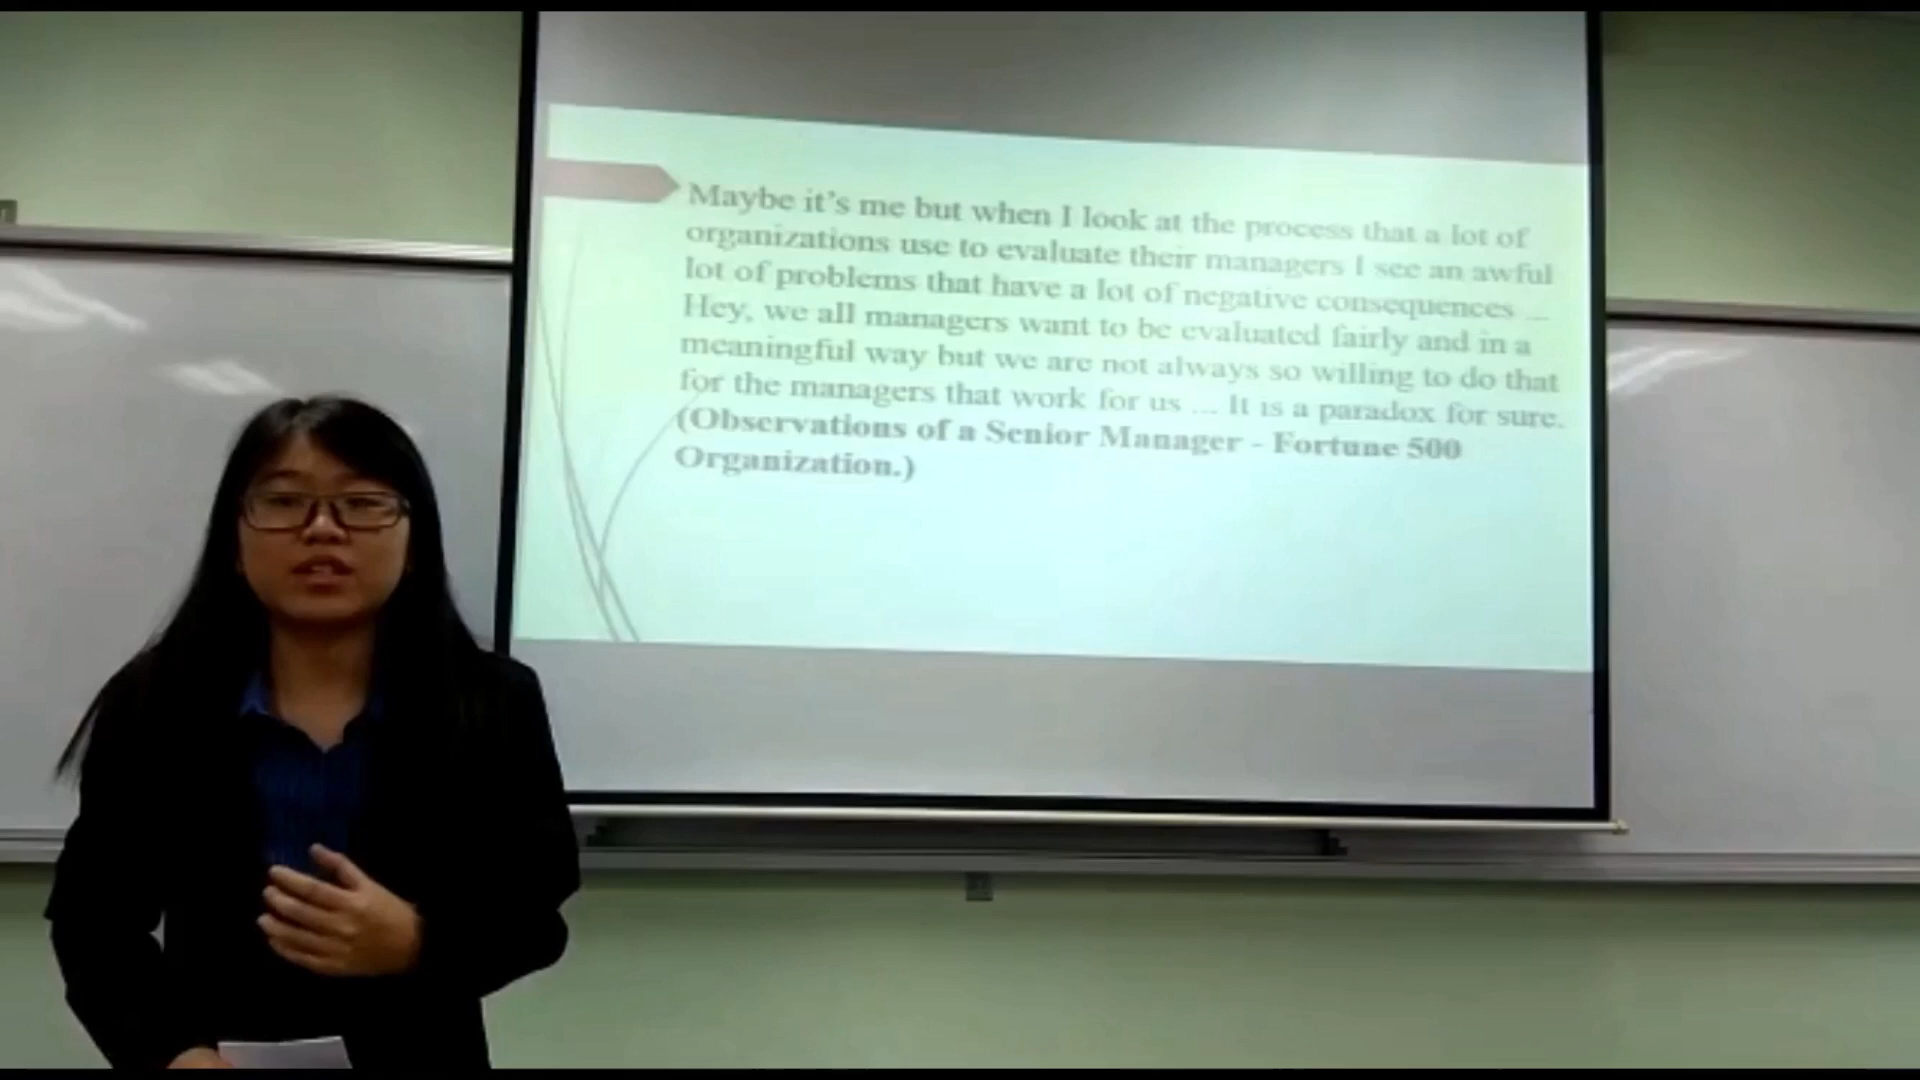 Maybe it's me but when I look at the process that a lot of
organizations use to evaluate their managers I see an awful
lot of problems that have a lot of negative consequences ...
Hey, we all managers want to be evaluated fairly and in a
meaningful way but we are not always so willing to do that
for the managers that work for us ... It is a paradox for sure.
(Observations of a Senior Manager - Fortune 500
Organization.)